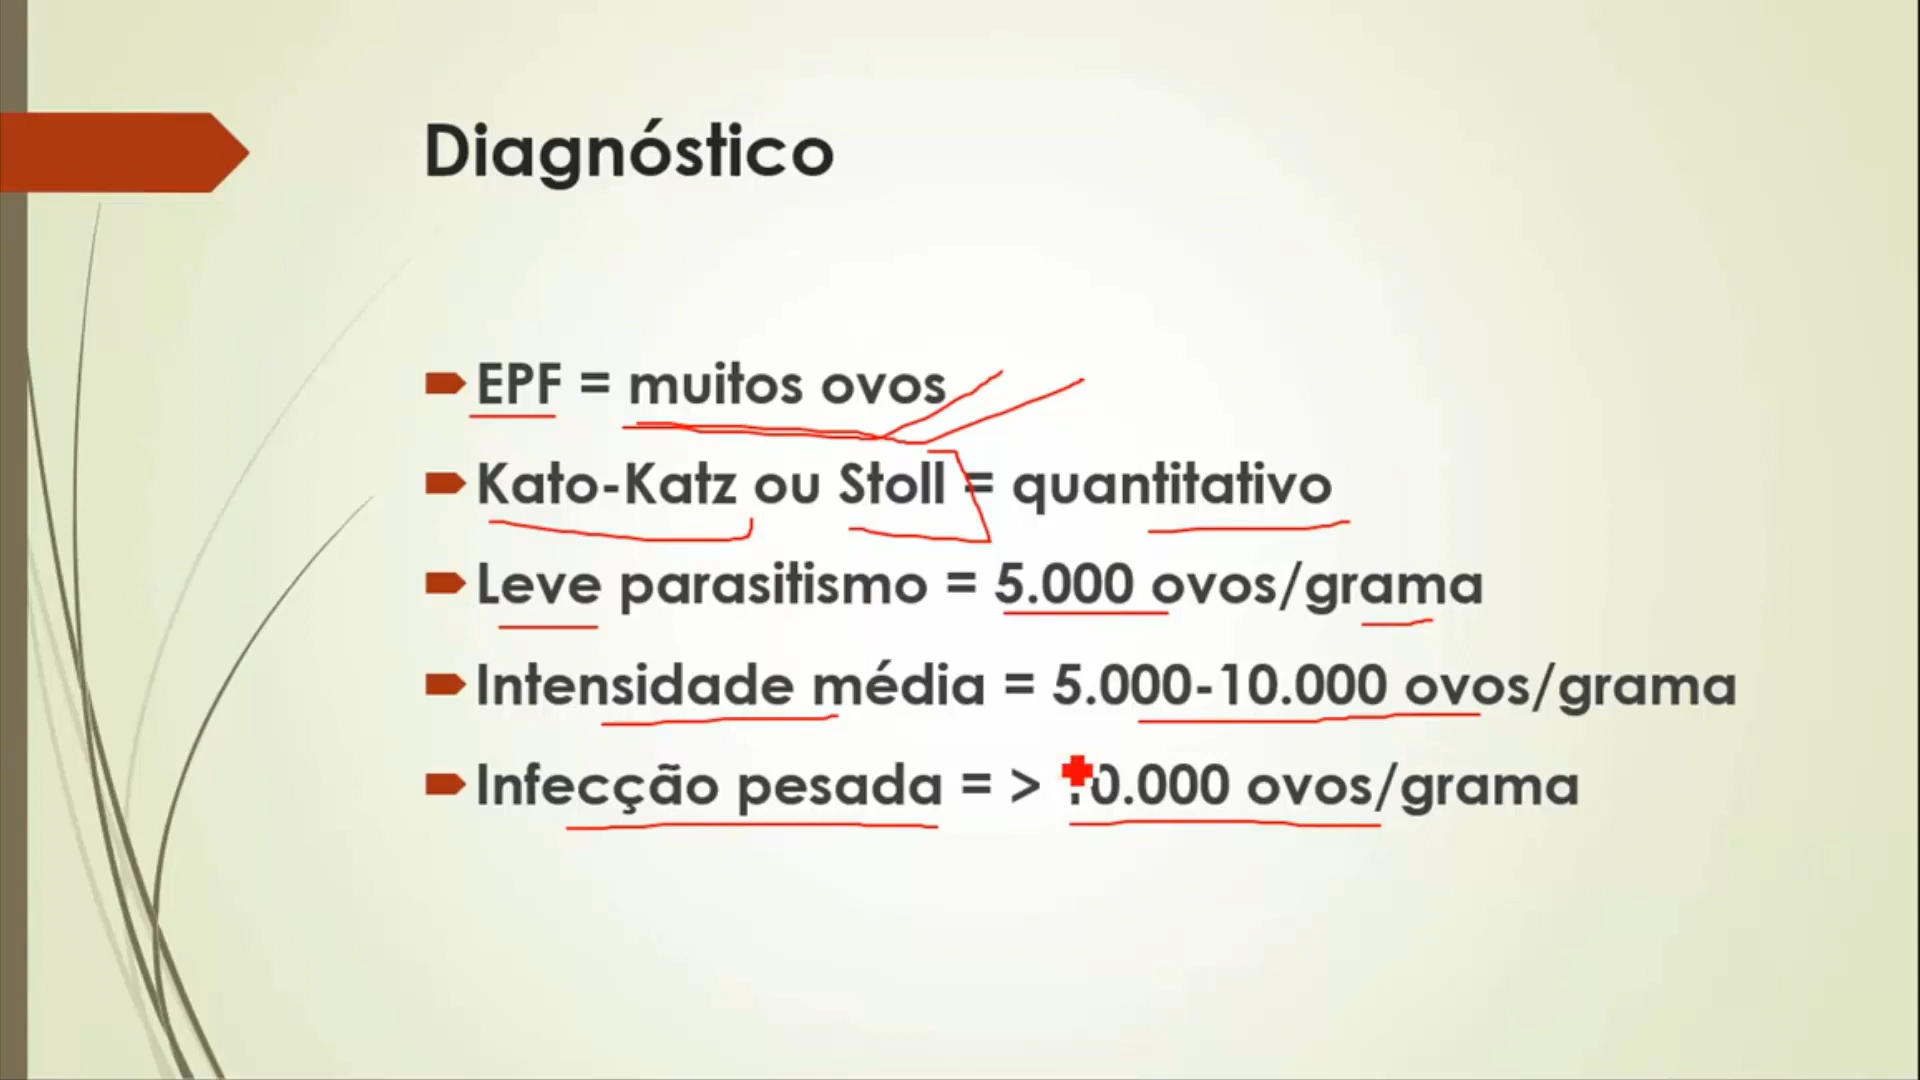 Diagnóstico
EPF = muitos ovos
Kato-Katz ou Stoll = quantitativo
Leve parasitismo = 5.000 ovos/grama
Intensidade média = 5.000-10.000 ovos/grama
Infecção pesada = > 10.000 ovos/grama